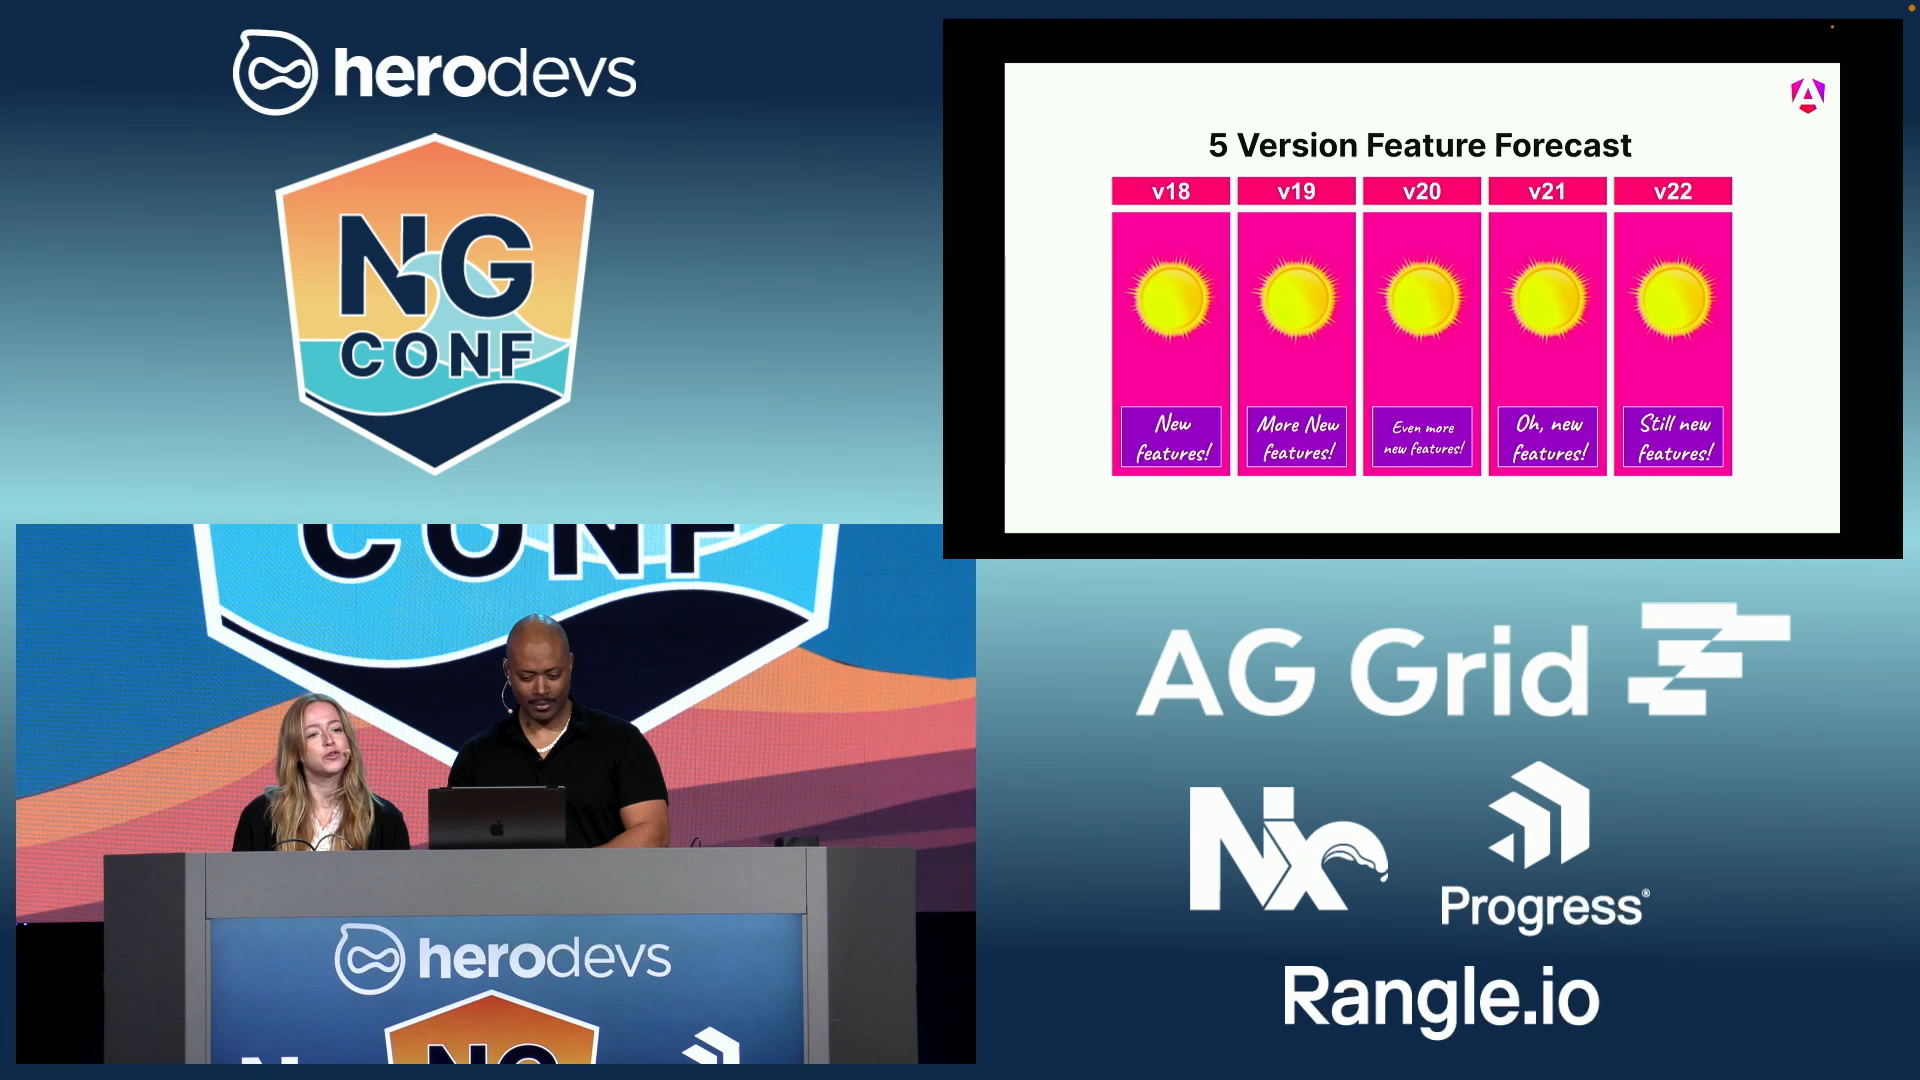 herodevs
NG
CONF
5 Version Feature Forecast
v18
v19
v20
v21
v22
New
features!
More New
features!
Even more
new features!
Oh, new
features!
Still new
features!
CONF
herodevs
NG
AG Grid
Nx
Progress®
Rangle.io